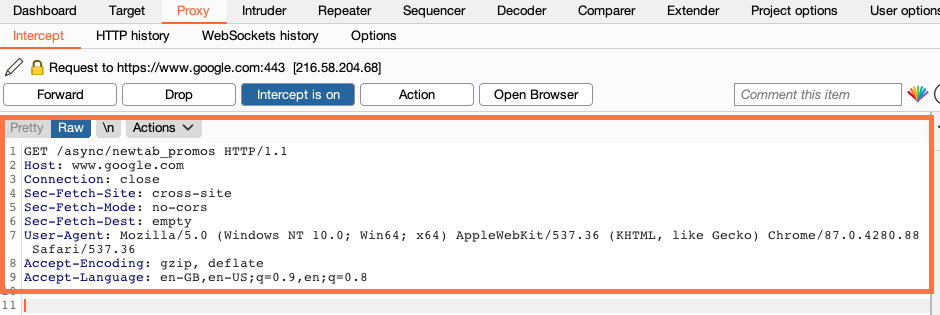 Dashboard Target Proxy Intruder Repeater Sequencer Decoder Comparer Extender Project options User options
Intercept HTTP history WebSockets history Options
Request to https://www.google.com:443 [216.58.204.68]
Forward Drop Intercept is on Action Open Browser Comment this item
Pretty Raw \n Actions
1 GET /async/newtab_promos HTTP/1.1
2 Host: www.google.com
3 Connection: close
4 Sec-Fetch-Site: cross-site
5 Sec-Fetch-Mode: no-cors
6 Sec-Fetch-Dest: empty
7 User-Agent: Mozilla/5.0 (Windows NT 10.0; Win64; x64) AppleWebKit/537.36 (KHTML, like Gecko) Chrome/87.0.4280.88
Safari/537.36
8 Accept-Encoding: gzip, deflate
9 Accept-Language: en-GB,en-US;q=0.9,en;q=0.8
10
11